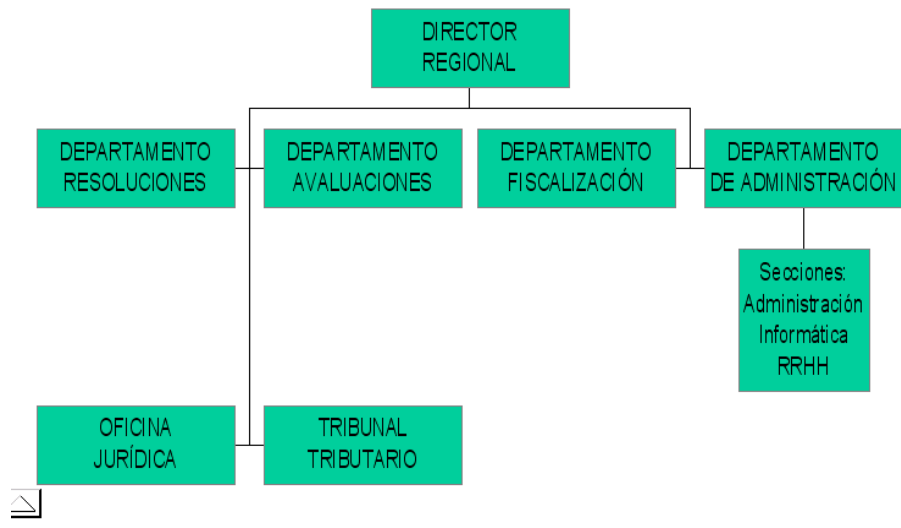 DIRECTOR
REGIONAL
DEPARTAMENTO
RESOLUCIONES
DEPARTAMENTO
AVALUACIONES
DEPARTAMENTO
FISCALIZACIÓN
DEPARTAMENTO
DE ADMINISTRACIÓN
Secciones:
Administración
Informática
RRHH
OFICINA
JURÍDICA
TRIBUNAL
TRIBUTARIO